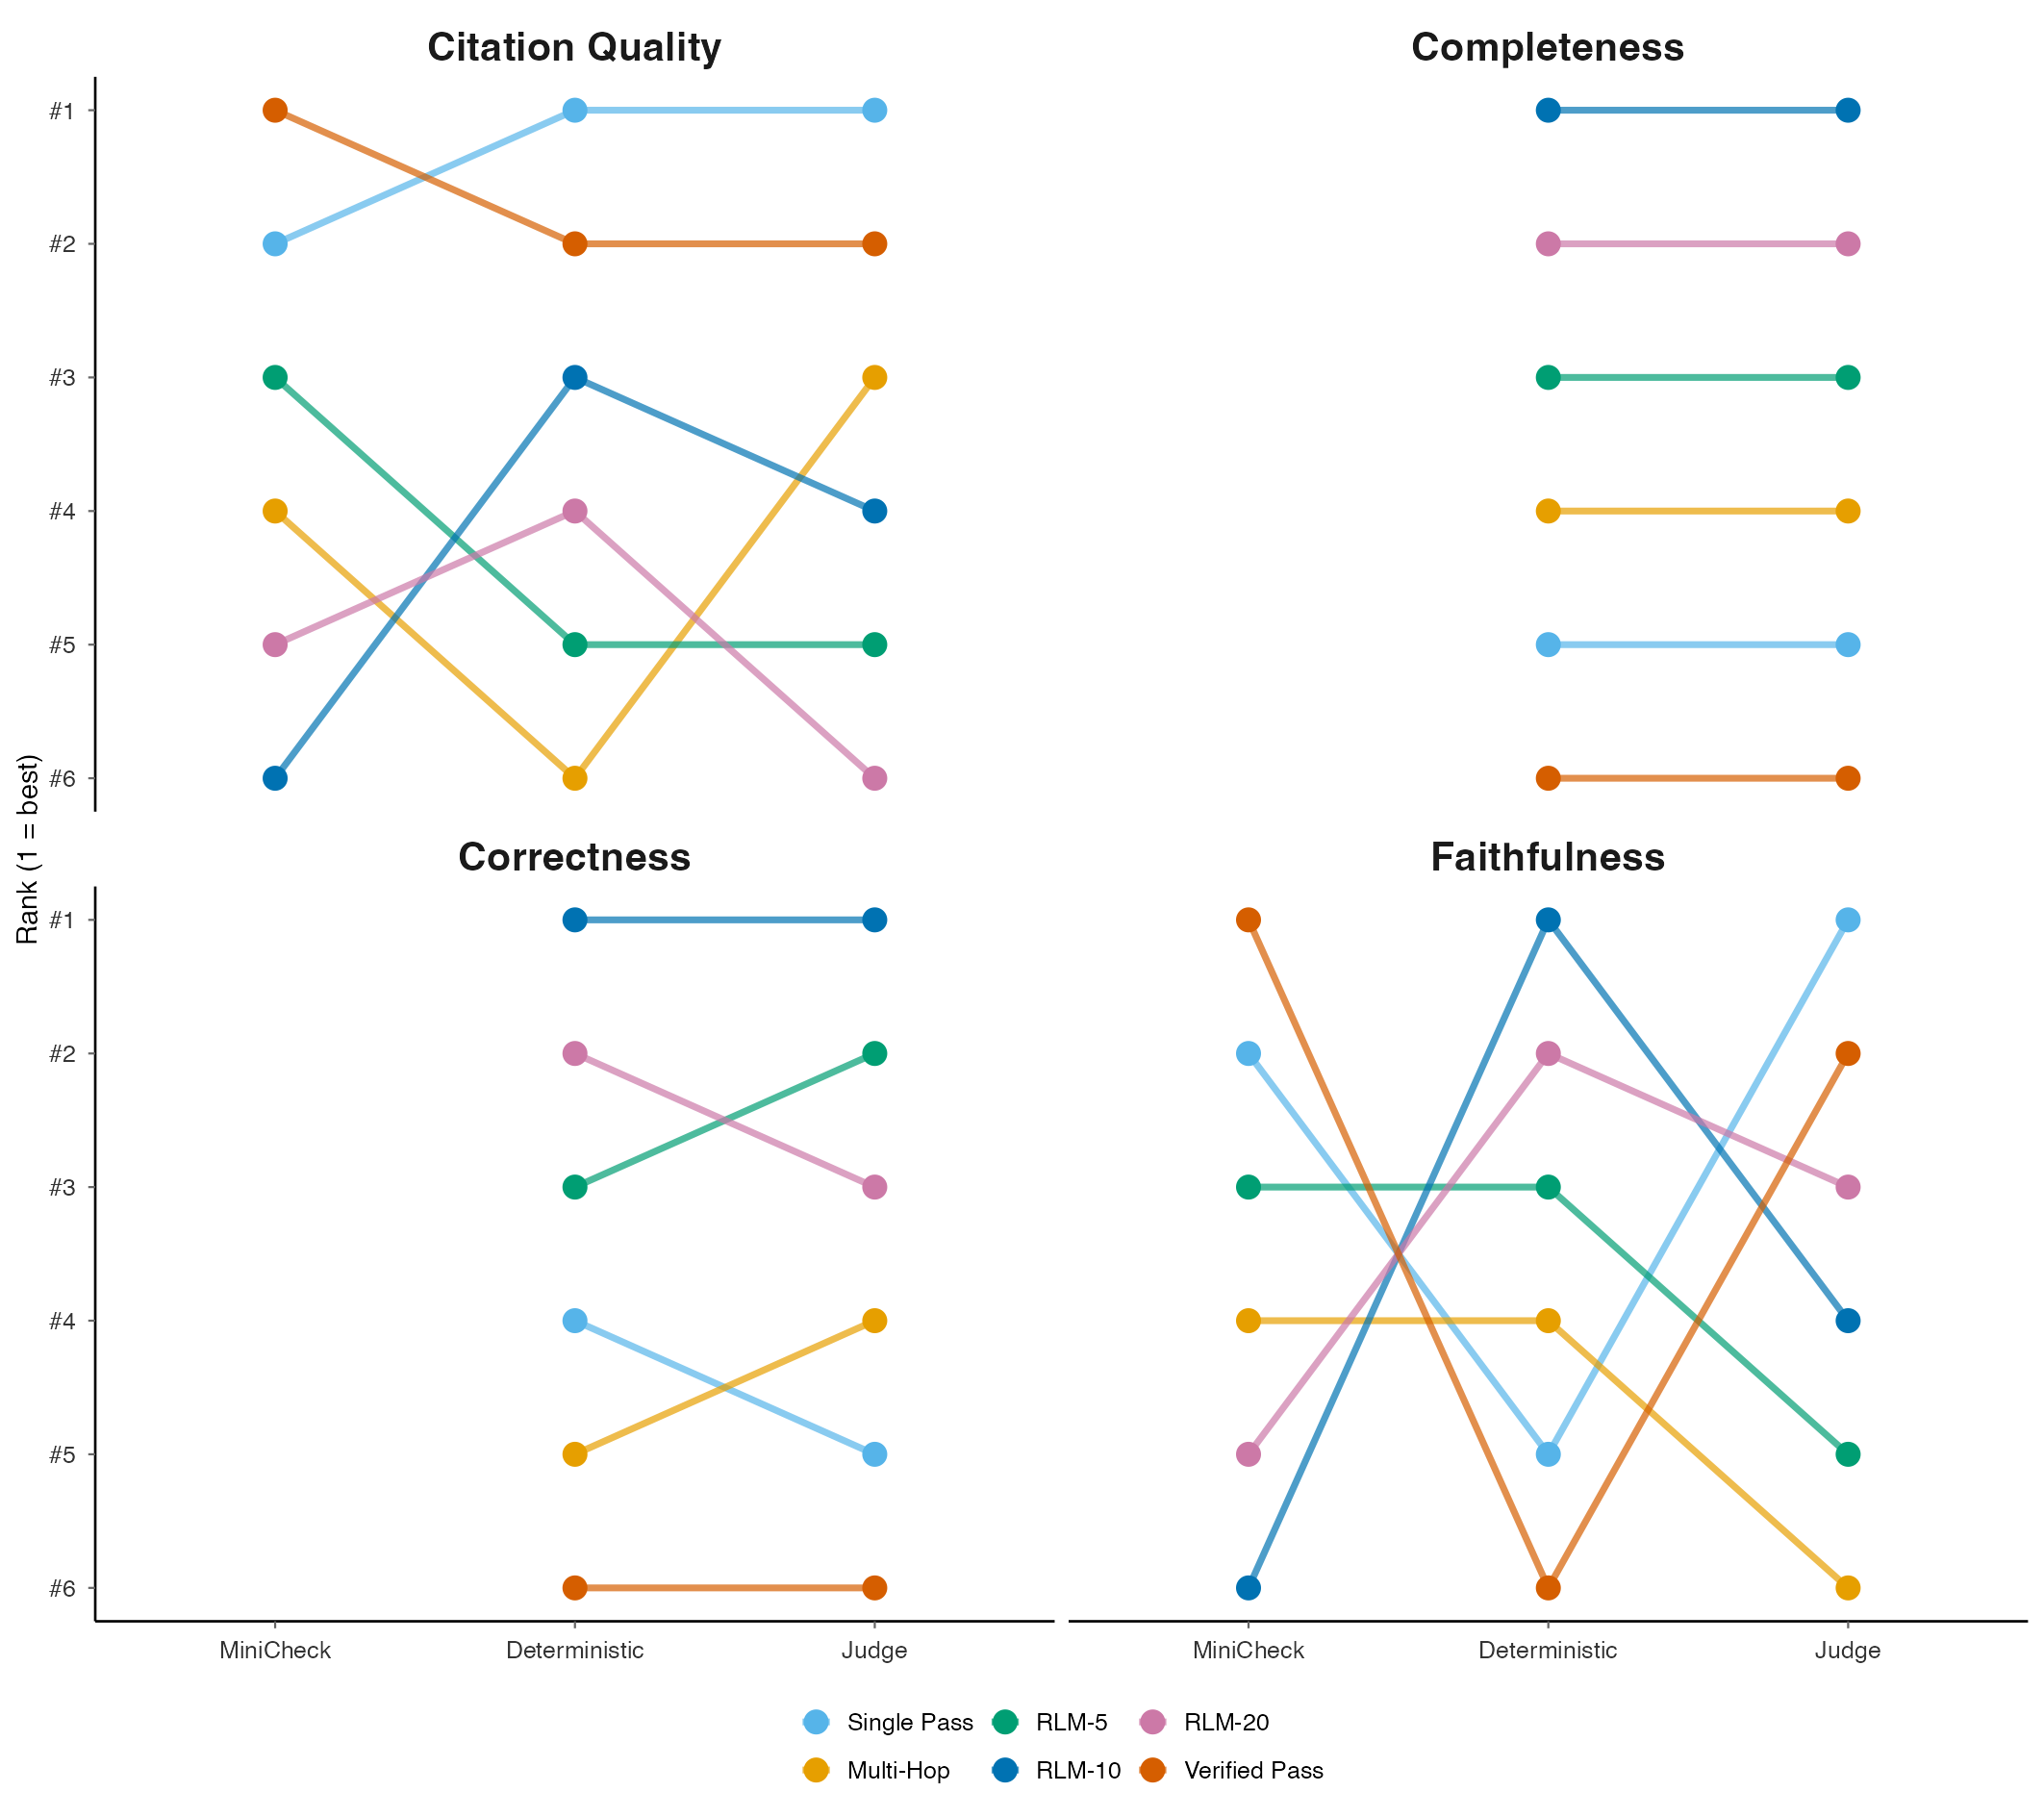 Citation Quality
Completeness
#1
#2
#3
#4
#5
#6
Rank (1 = best)
Correctness
Faithfulness
#1
#2
#3
#4
#5
#6
MiniCheck Deterministic Judge
MiniCheck Deterministic Judge
Single Pass RLM-5 RLM-20
Multi-Hop RLM-10 Verified Pass